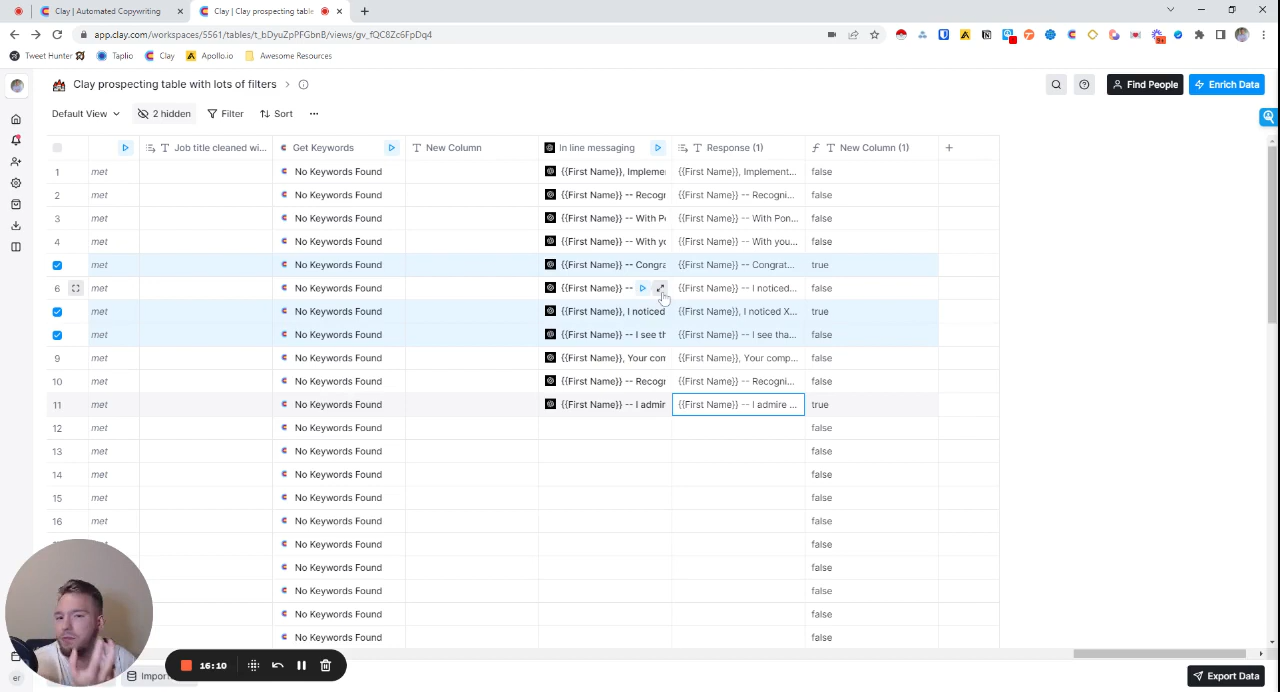 Clay | Automated Copywriting
Clay | Clay prospecting table
app.clay.com/workspaces/5561/tables/t_bDyuZpPFGbnB/views/gv_fQC8Zc6FpDq4
Tweet Hunter Taplio Clay Apollo.io Awesome Resources
Clay prospecting table with lots of filters
Find People Enrich Data
Default View 2 hidden Filter Sort
Job title cleaned wi... Get Keywords New Column In line messaging Response (1) New Column (1)
1 met No Keywords Found {{First Name}}, Implemen {{First Name}}, Implement... false
2 met No Keywords Found {{First Name}} -- Recogn {{First Name}} -- Recogni... false
3 met No Keywords Found {{First Name}} -- With Po {{First Name}} -- With Pon... false
4 met No Keywords Found {{First Name}} -- With yo {{First Name}} -- With you... false
met No Keywords Found {{First Name}} -- Congra {{First Name}} -- Congrat... true
6 met No Keywords Found {{First Name}} -- {{First Name}} -- I noticed... false
met No Keywords Found {{First Name}}, I noticed {{First Name}}, I noticed X... true
met No Keywords Found {{First Name}} -- I see th {{First Name}} -- I see tha... false
9 met No Keywords Found {{First Name}}, Your com {{First Name}}, Your comp... false
10 met No Keywords Found {{First Name}} -- Recogn {{First Name}} -- Recogni... false
11 met No Keywords Found {{First Name}} -- I admir {{First Name}} -- I admire ... true
12 met No Keywords Found false
13 met No Keywords Found false
14 met No Keywords Found false
15 met No Keywords Found false
16 met No Keywords Found false
No Keywords Found false
No Keywords Found false
No Keywords Found false
No Keywords Found false
No Keywords Found false
16:10
Import
Export Data
er